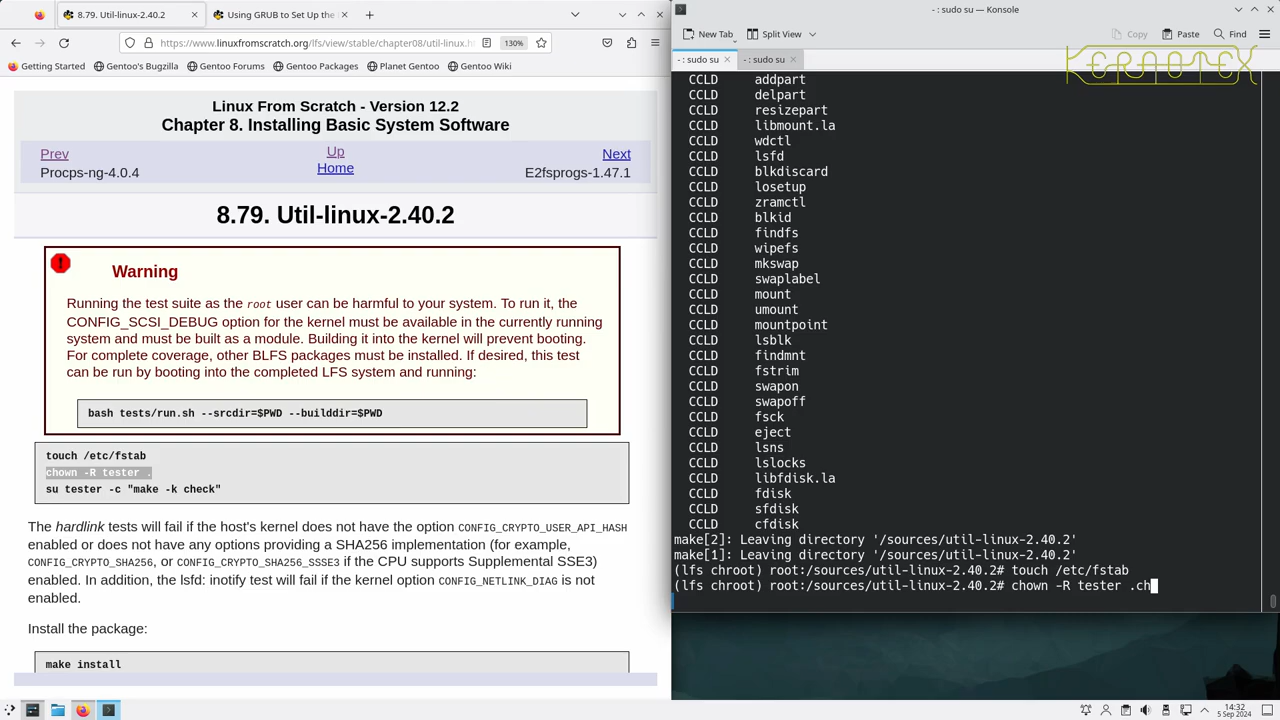 8.79. Util-linux-2.40.2
Using GRUB to Set Up the
https://www.linuxfromscratch.org/lfs/view/stable/chapter08/util-linux.h
130%
Getting Started
Gentoo's Bugzilla
Gentoo Forums
Gentoo Packages
Planet Gentoo
Gentoo Wiki
Linux From Scratch - Version 12.2
Chapter 8. Installing Basic System Software
Prev
Up
Next
Procps-ng-4.0.4
Home
E2fsprogs-1.47.1
8.79. Util-linux-2.40.2
Warning
Running the test suite as the root user can be harmful to your system. To run it, the
CONFIG_SCSI_DEBUG option for the kernel must be available in the currently running
system and must be built as a module. Building it into the kernel will prevent booting.
For complete coverage, other BLFS packages must be installed. If desired, this test
can be run by booting into the completed LFS system and running:
bash tests/run.sh --srcdir=$PWD --builddir=$PWD
touch /etc/fstab
chown -R tester .
su tester -c "make -k check"
The hardlink tests will fail if the host's kernel does not have the option CONFIG_CRYPTO_USER_API_HASH
enabled or does not have any options providing a SHA256 implementation (for example,
CONFIG_CRYPTO_SHA256, or CONFIG_CRYPTO_SHA256_SSSE3 if the CPU supports Supplemental SSE3)
enabled. In addition, the lsfd: inotify test will fail if the kernel option CONFIG_NETLINK_DIAG is not
enabled.
Install the package:
make install
- : sudo su — Konsole
New Tab
Split View
Copy
Paste
Find
- : sudo su
- : sudo su
KERNOTEX
CCLD addpart
CCLD delpart
CCLD resizepart
CCLD libmount.la
CCLD wdctl
CCLD lsfd
CCLD blkdiscard
CCLD losetup
CCLD zramctl
CCLD blkid
CCLD findfs
CCLD wipefs
CCLD mkswap
CCLD swaplabel
CCLD mount
CCLD umount
CCLD mountpoint
CCLD lsblk
CCLD findmnt
CCLD fstrim
CCLD swapon
CCLD swapoff
CCLD fsck
CCLD eject
CCLD lsns
CCLD lslocks
CCLD libfdisk.la
CCLD fdisk
CCLD sfdisk
CCLD cfdisk
make[2]: Leaving directory '/sources/util-linux-2.40.2'
make[1]: Leaving directory '/sources/util-linux-2.40.2'
(lfs chroot) root:/sources/util-linux-2.40.2# touch /etc/fstab
(lfs chroot) root:/sources/util-linux-2.40.2# chown -R tester .ch
14:32
5 Sep 2024